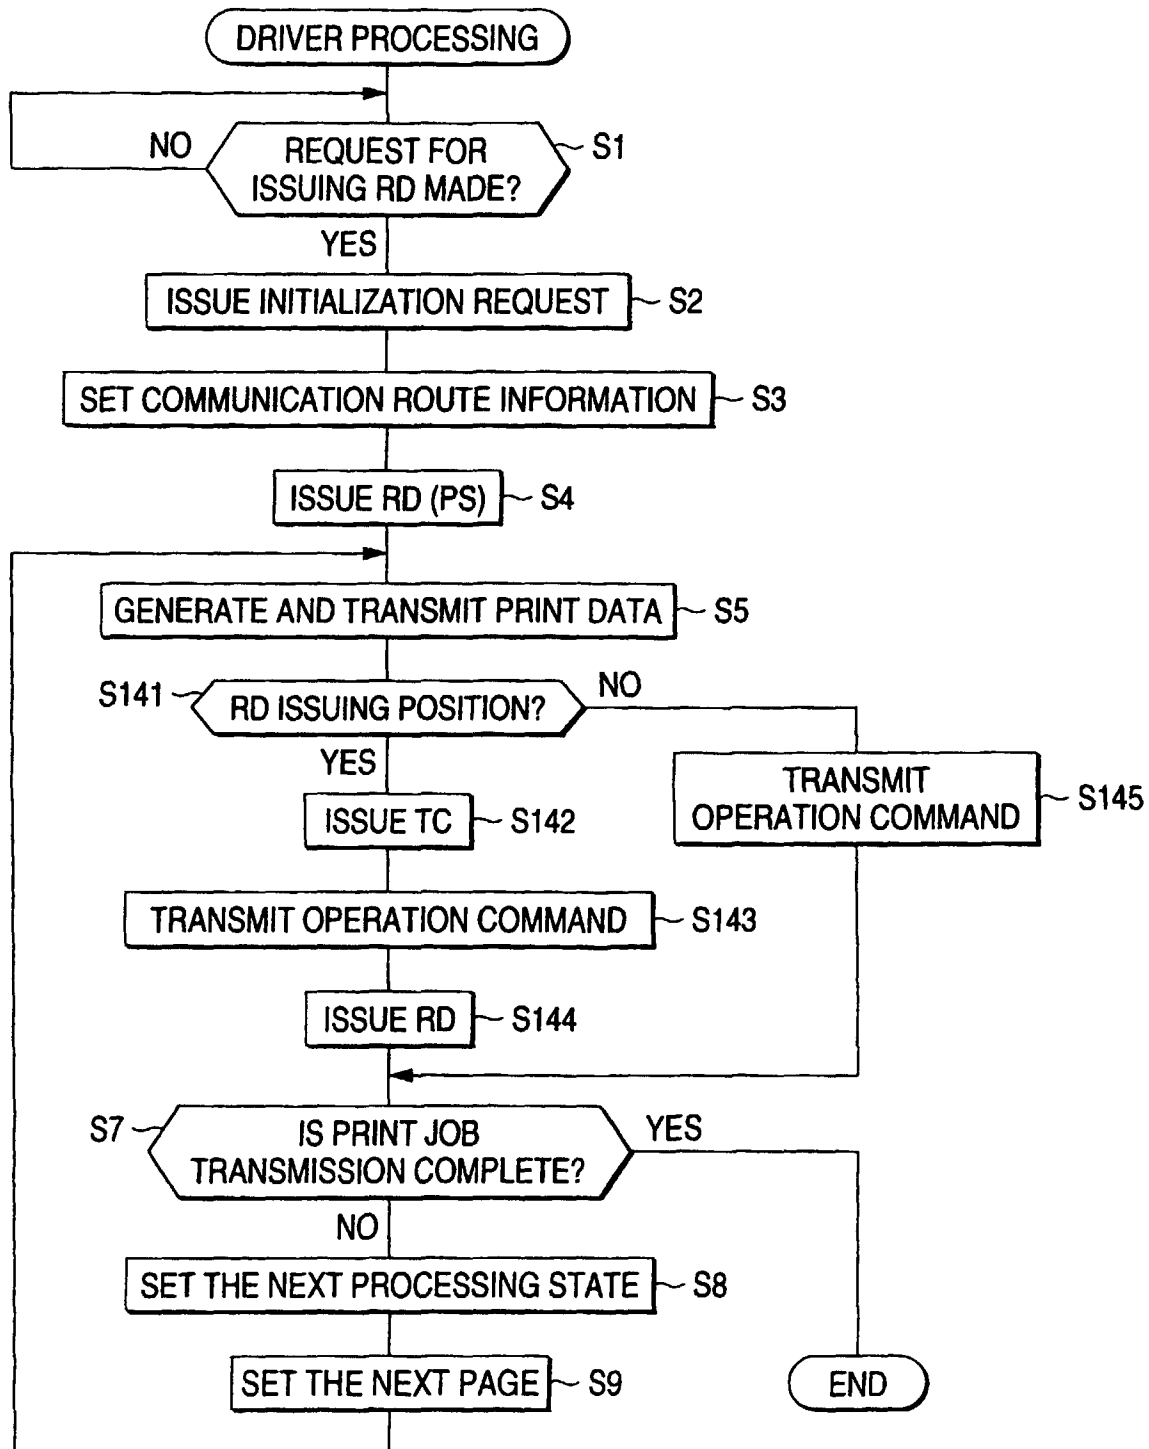 DRIVER PROCESSING
NO
REQUEST FOR
ISSUING RD MADE?
S1
YES
ISSUE INITIALIZATION REQUEST
S2
SET COMMUNICATION ROUTE INFORMATION
S3
ISSUE RD (PS)
S4
GENERATE AND TRANSMIT PRINT DATA
S5
S141
RD ISSUING POSITION?
NO
YES
TRANSMIT
OPERATION COMMAND
S145
ISSUE TC
S142
TRANSMIT OPERATION COMMAND
S143
ISSUE RD
S144
S7
IS PRINT JOB
TRANSMISSION COMPLETE?
YES
NO
SET THE NEXT PROCESSING STATE
S8
SET THE NEXT PAGE
S9
END